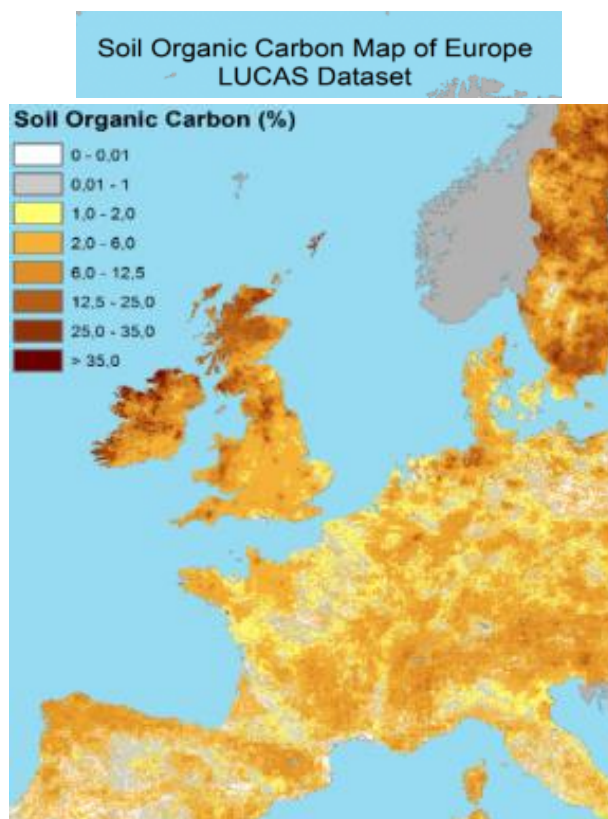 Soil Organic Carbon Map of Europe
LUCAS Dataset
Soil Organic Carbon (%)
0 - 0,01
0,01 - 1
1,0 - 2,0
2,0 - 6,0
6,0 - 12,5
12,5 - 25,0
25,0 - 35,0
> 35,0